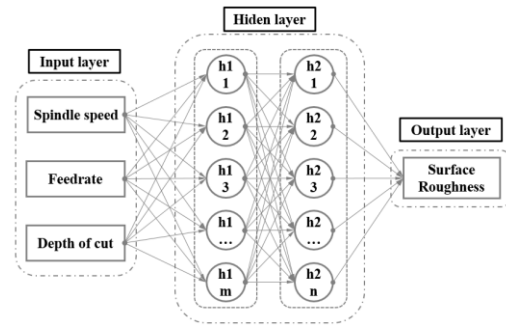 Hiden layer
Input layer
Spindle speed
Feedrate
Depth of cut
h1
1
h1
2
h1
3
h1
...
h1
m
h2
1
h2
2
h2
3
h2
...
h2
n
Output layer
Surface
Roughness